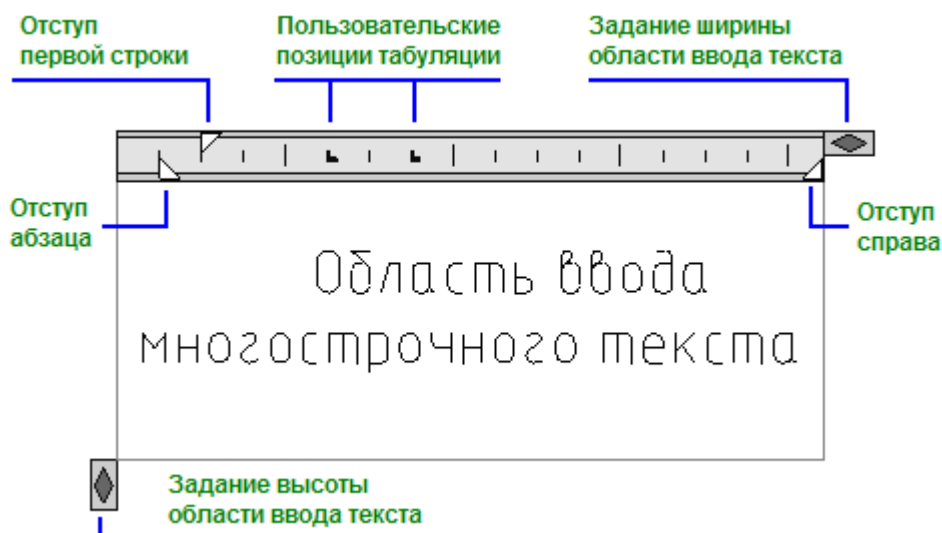 Отступ
первой строки
Пользовательские
позиции табуляции
Задание ширины
области ввода текста
Отступ
абзаца
Отступ
справа
Область ввода
многострочного текста
Задание высоты
области ввода текста